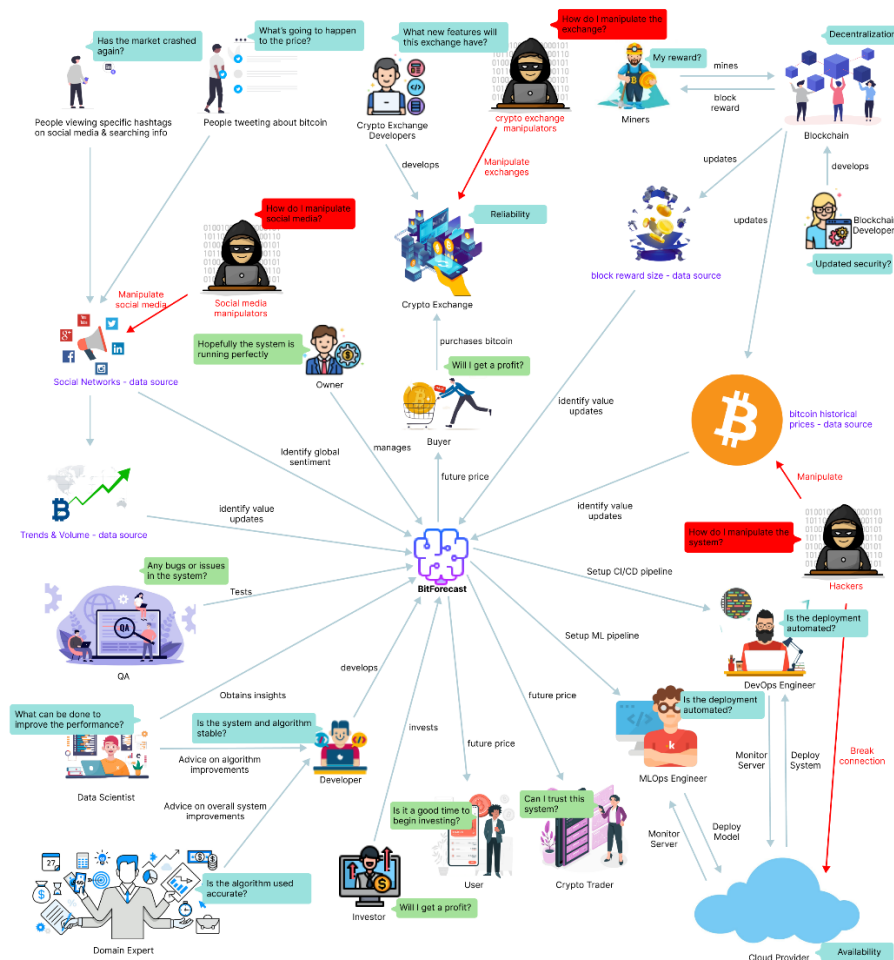 Has the market crashed
again?
What's going to happen
to the price?
What new features will
this exchange have?
How do I manipulate the
exchange?
My reward?
mines
block
reward
Decentralization
People viewing specific hashtags
on social media & searching info
People tweeting about bitcoin
Crypto Exchange
Developers
crypto exchange
manipulators
Miners
Blockchain
develops
Manipulate
exchanges
updates
develops
updates
How do I manipulate
social media?
Reliability
Blockchain
Developer
Updated security?
Manipulate
social media
Social media
manipulators
Crypto Exchange
block reward size - data source
Hopefully the system is
running perfectly
Owner
purchases bitcoin
Will I get a profit?
Social Networks - data source
Buyer
identify value
updates
bitcoin historical
prices - data source
Identify global
sentiment
manages
future price
Manipulate
identify value
updates
identify value
updates
Trends & Volume - data source
How do I manipulate the
system?
Any bugs or issues
in the system?
Tests
BitForecast
Setup CI/CD pipeline
Hackers
QA
QA
Is the deployment
automated?
Setup ML pipeline
develops
DevOps Engineer
Obtains insights
future price
Is the deployment
automated?
What can be done to
improve the performance?
Is the system and algorithm
stable?
invests
future price
Monitor
Server
Deploy
System
Break
connection
Advice on algorithm
improvements
Data Scientist
Developer
MLOps Engineer
Advice on overall system
improvements
Is it a good time to
begin investing?
Can I trust this
system?
Monitor
Server
Deploy
Model
27
Is the algorithm used
accurate?
User
Crypto Trader
Investor
Will I get a profit?
Domain Expert
Cloud Provider
Availability